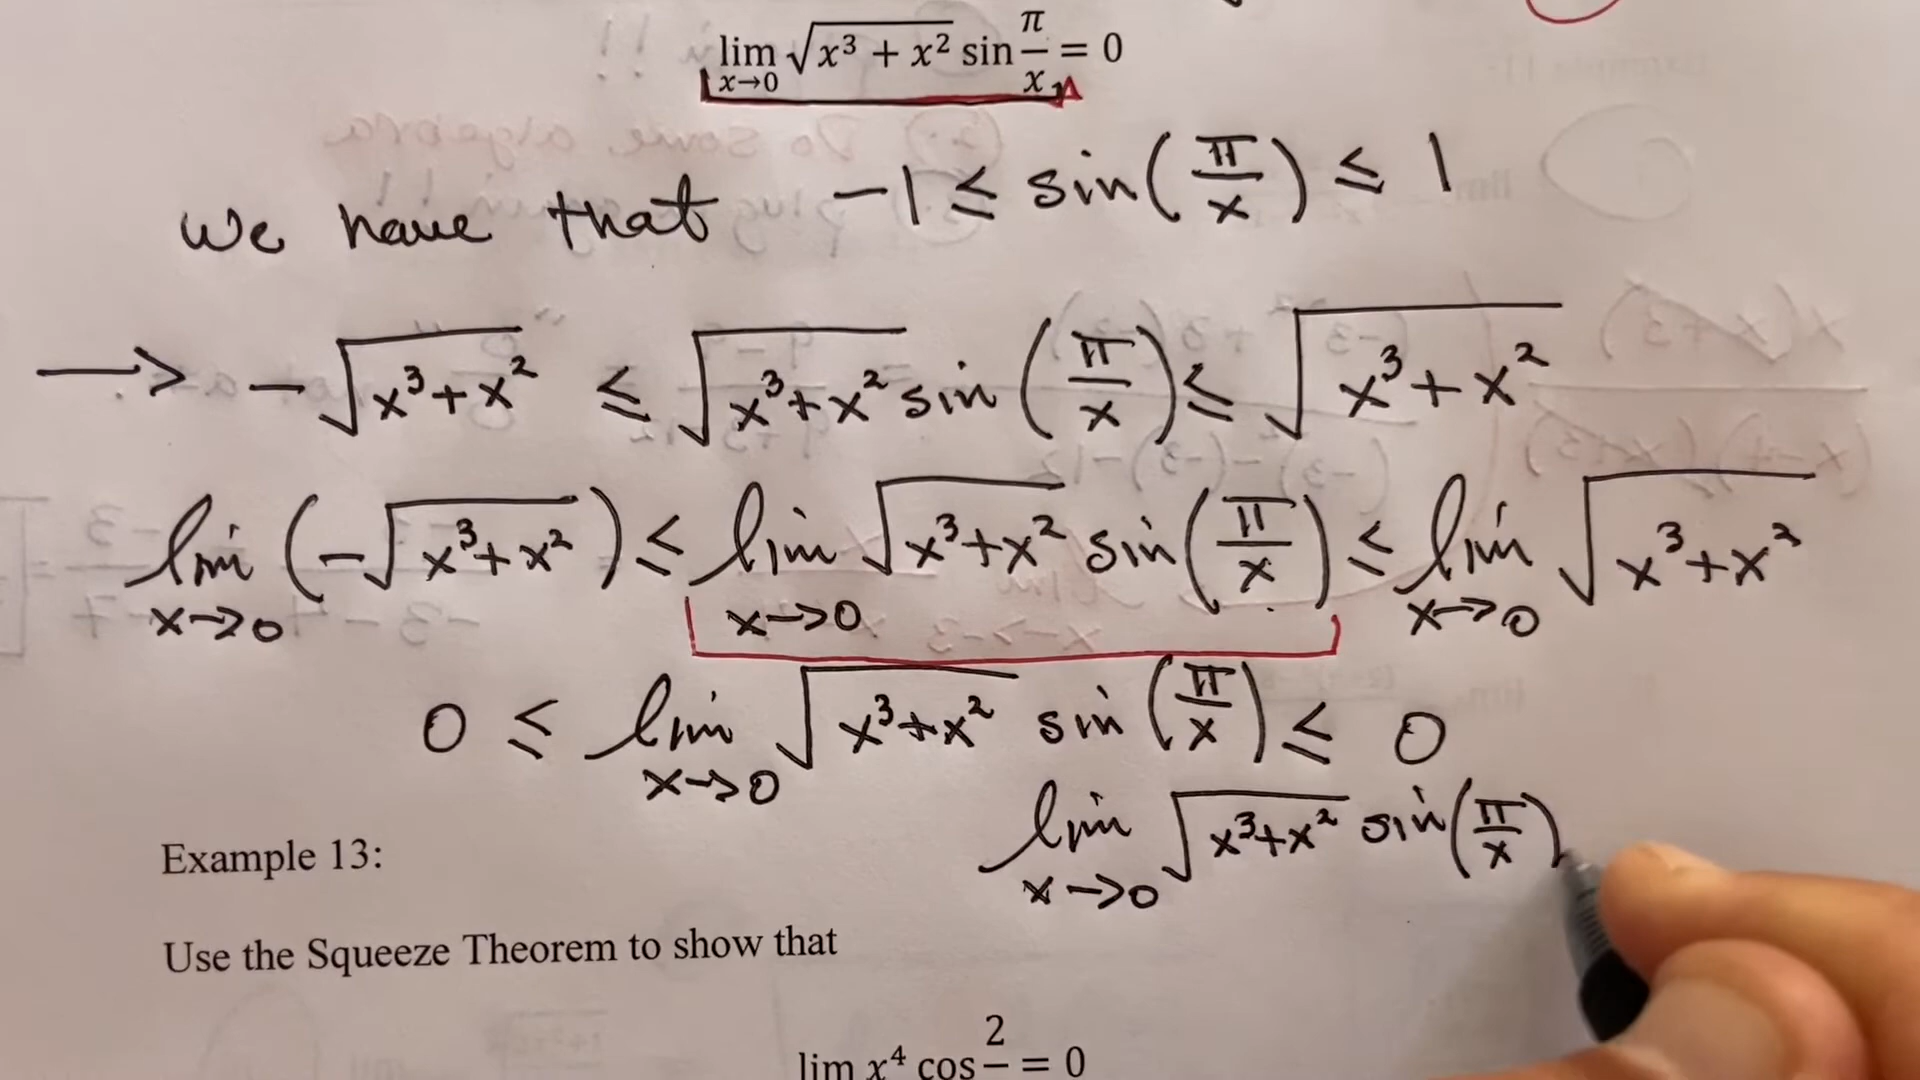 lim x→0 √(x³ + x²) sin π/x = 0
we have that -1 ≤ sin(π/x) ≤ 1
→ -√(x³+x²) ≤ √(x³+x²) sin(π/x) ≤ √(x³+x²)
lim x→0 (-√(x³+x²)) ≤ lim x→0 √(x³+x²) sin(π/x) ≤ lim x→0 √(x³+x²)
0 ≤ lim x→0 √(x³+x²) sin(π/x) ≤ 0
lim x→0 √(x³+x²) sin(π/x)
Example 13:
Use the Squeeze Theorem to show that
lim x⁴ cos 2/ = 0